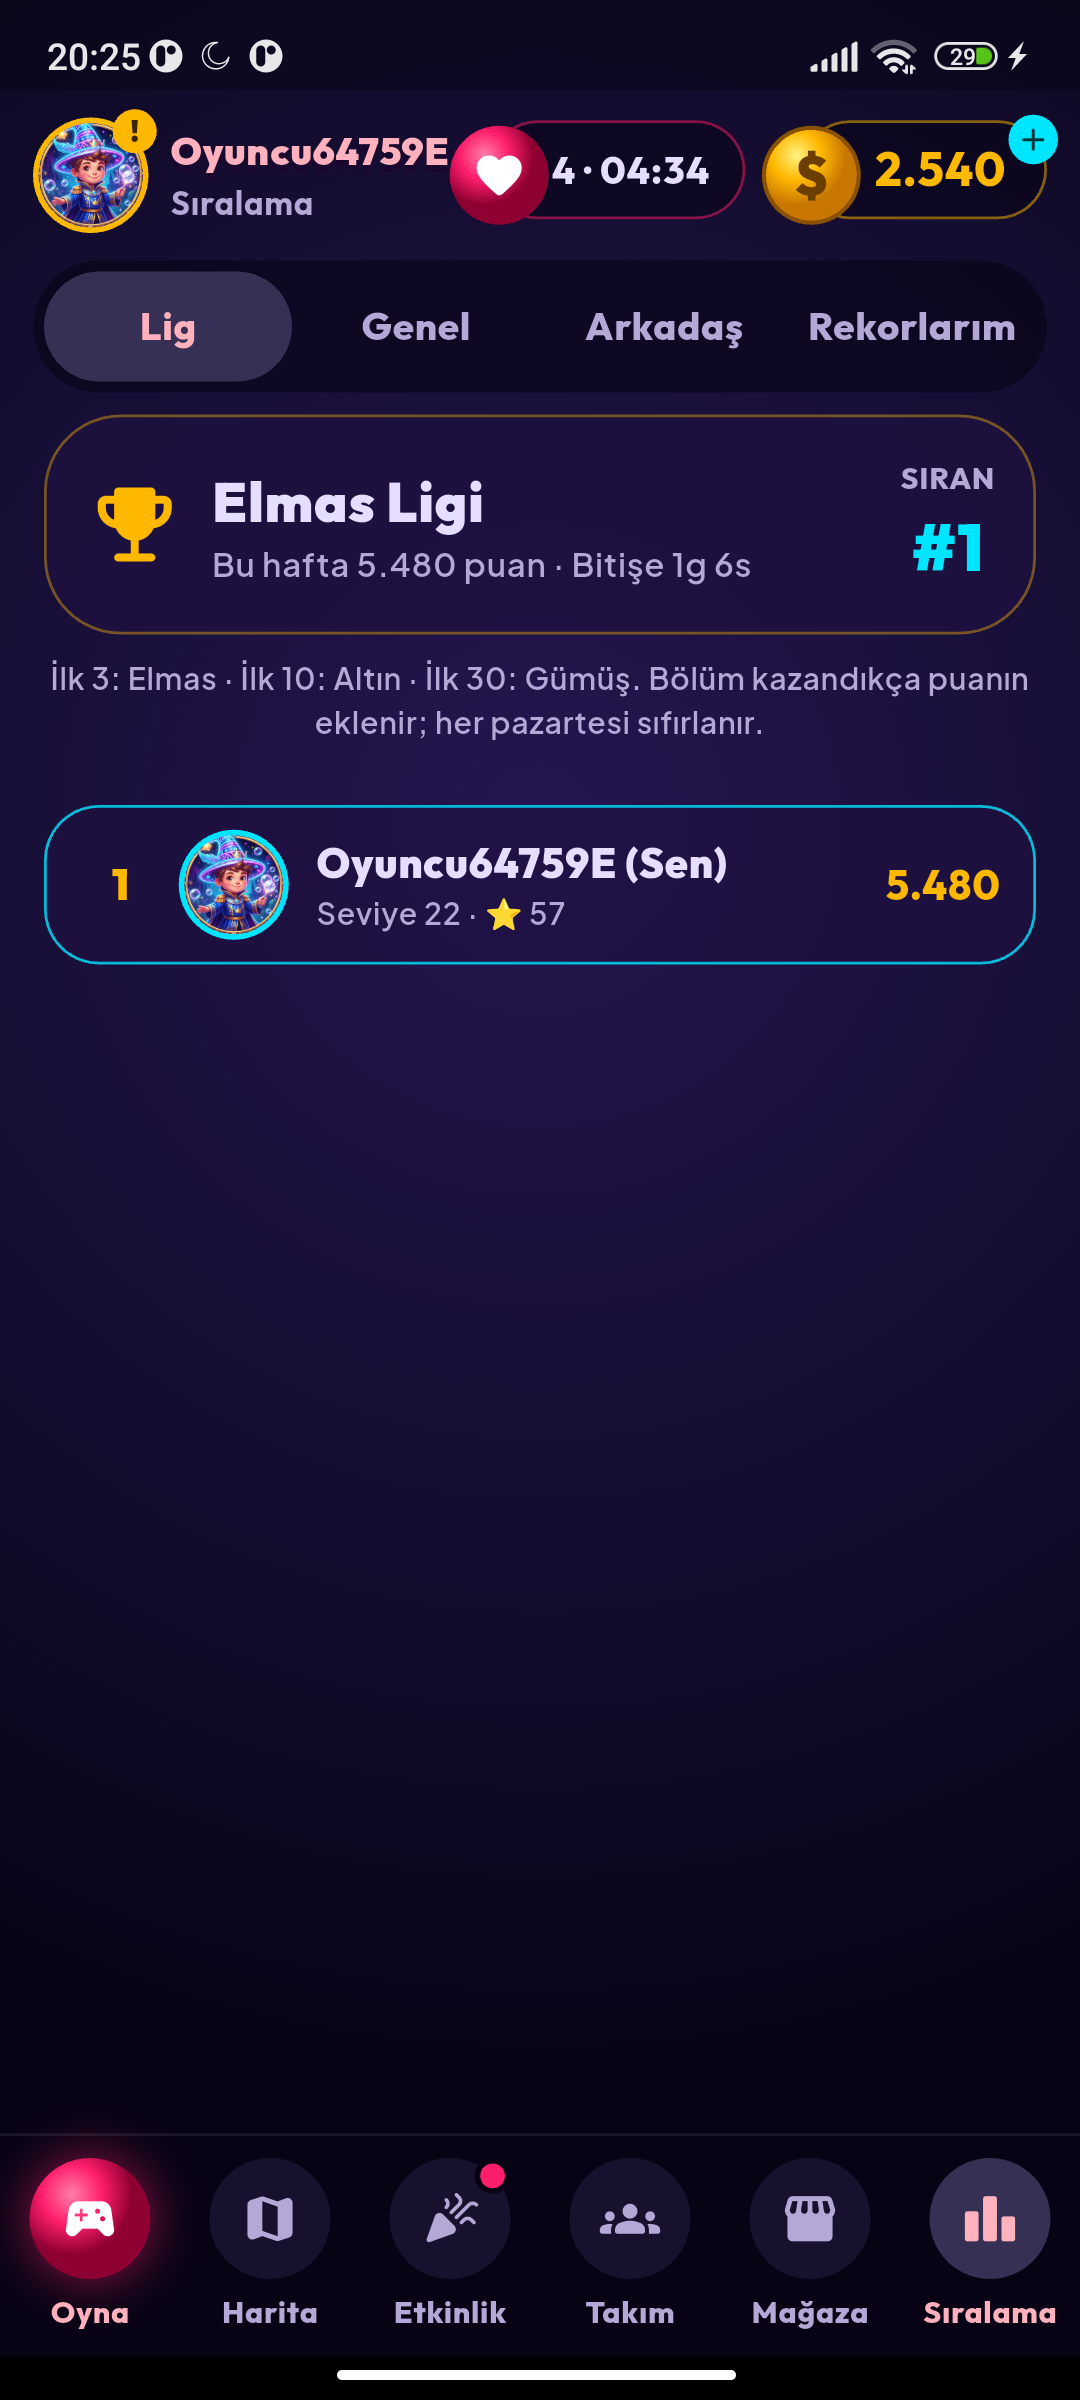 20:25
29
!
Oyuncu64759E
Sıralama
4 · 04:34
$
2.540
+
Lig
Genel
Arkadaş
Rekorlarım
Elmas Ligi
Bu hafta 5.480 puan · Bitişe 1g 6s
SIRAN
#1
İlk 3: Elmas · İlk 10: Altın · İlk 30: Gümüş. Bölüm kazandıkça puanın
eklenir; her pazartesi sıfırlanır.
1
Oyuncu64759E (Sen)
Seviye 22 · ⭐ 57
5.480
Oyna
Harita
Etkinlik
Takım
Mağaza
Sıralama